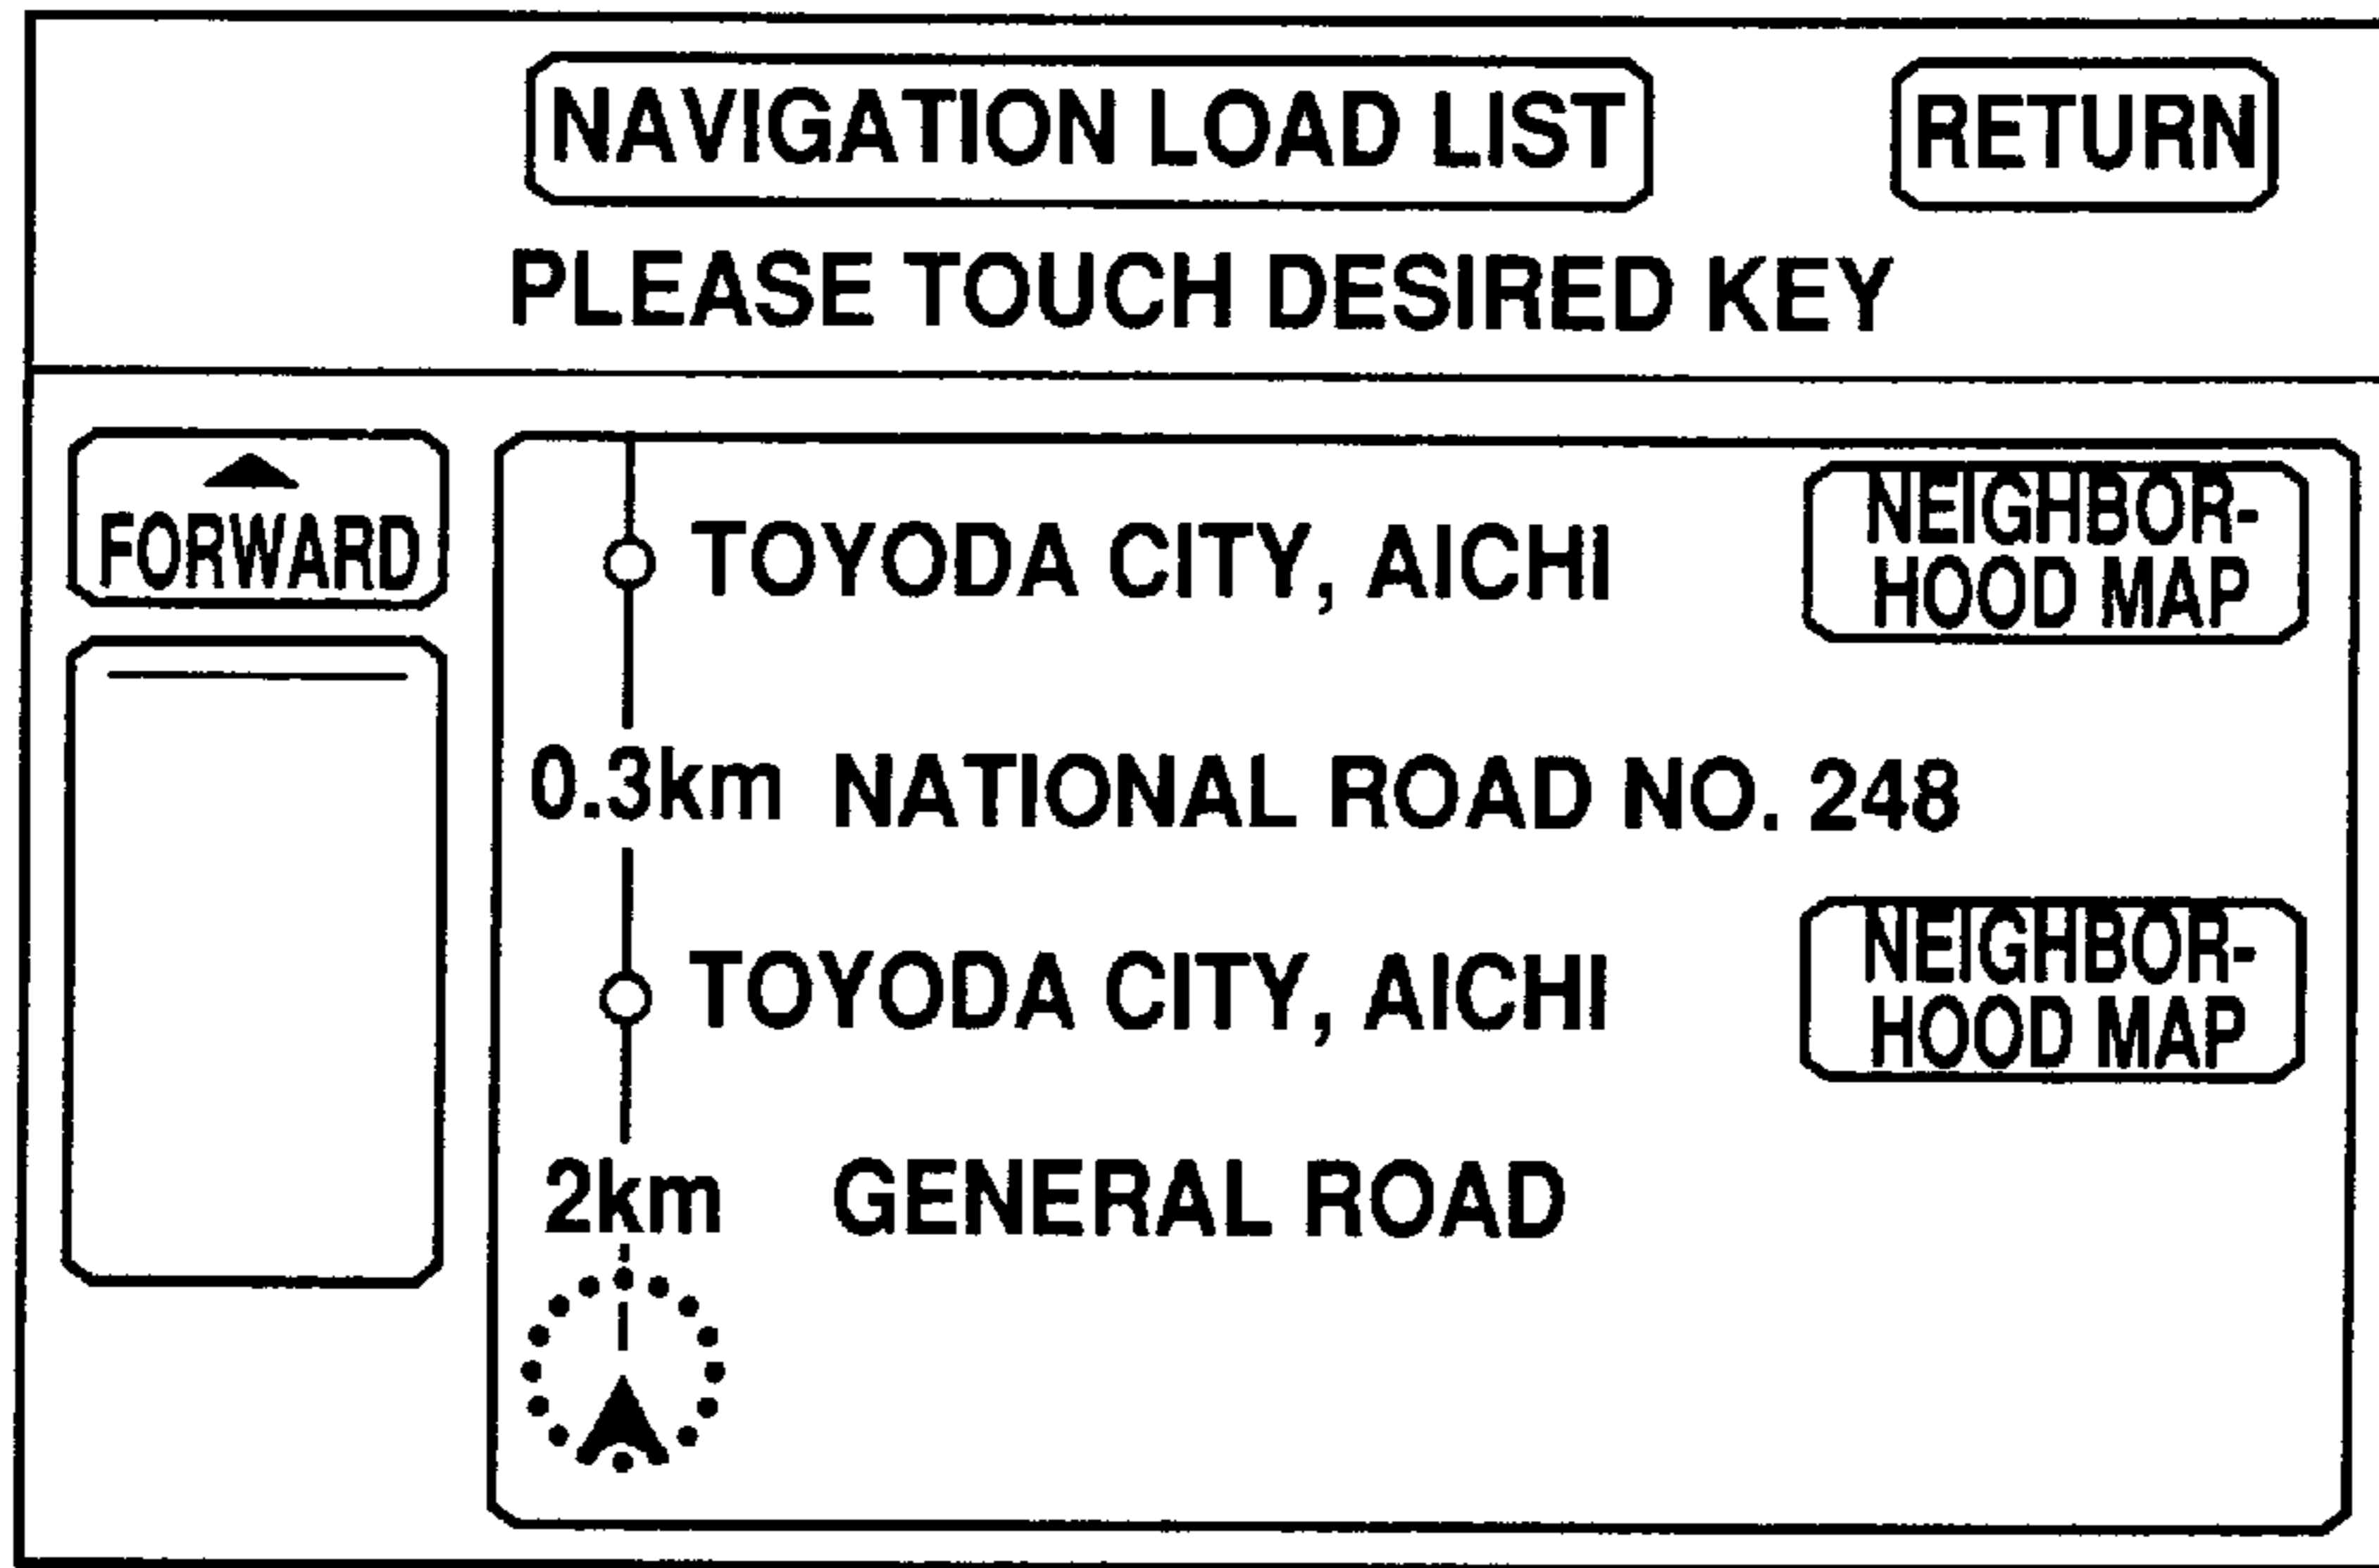 NAVIGATION LOAD LIST
RETURN
PLEASE TOUCH DESIRED KEY
FORWARD
TOYODA CITY, AICHI
NEIGHBOR-
HOOD MAP
0.3km NATIONAL ROAD NO. 248
TOYODA CITY, AICHI
NEIGHBOR-
HOOD MAP
2km GENERAL ROAD